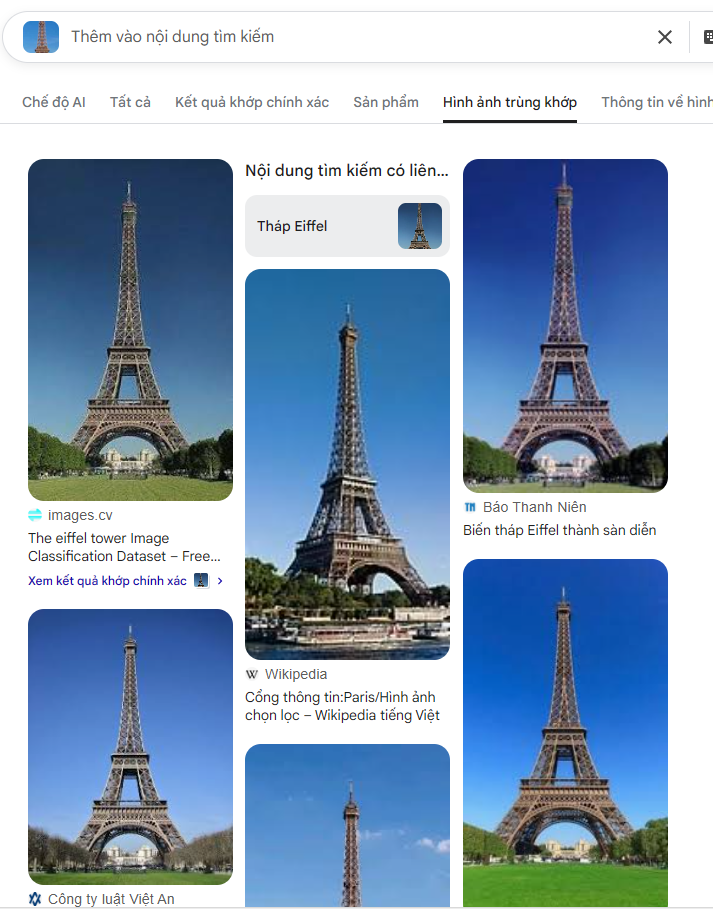 Thêm vào nội dung tìm kiếm
Chế độ AI
Tất cả
Kết quả khớp chính xác
Sản phẩm
Hình ảnh trùng khớp
Thông tin về hình
images.cv
The eiffel tower Image
Classification Dataset – Free...
Xem kết quả khớp chính xác
Công ty luật Việt An
Nội dung tìm kiếm có liên...
Tháp Eiffel
Wikipedia
Cổng thông tin:Paris/Hình ảnh
chọn lọc – Wikipedia tiếng Việt
Báo Thanh Niên
Biến tháp Eiffel thành sàn diễn